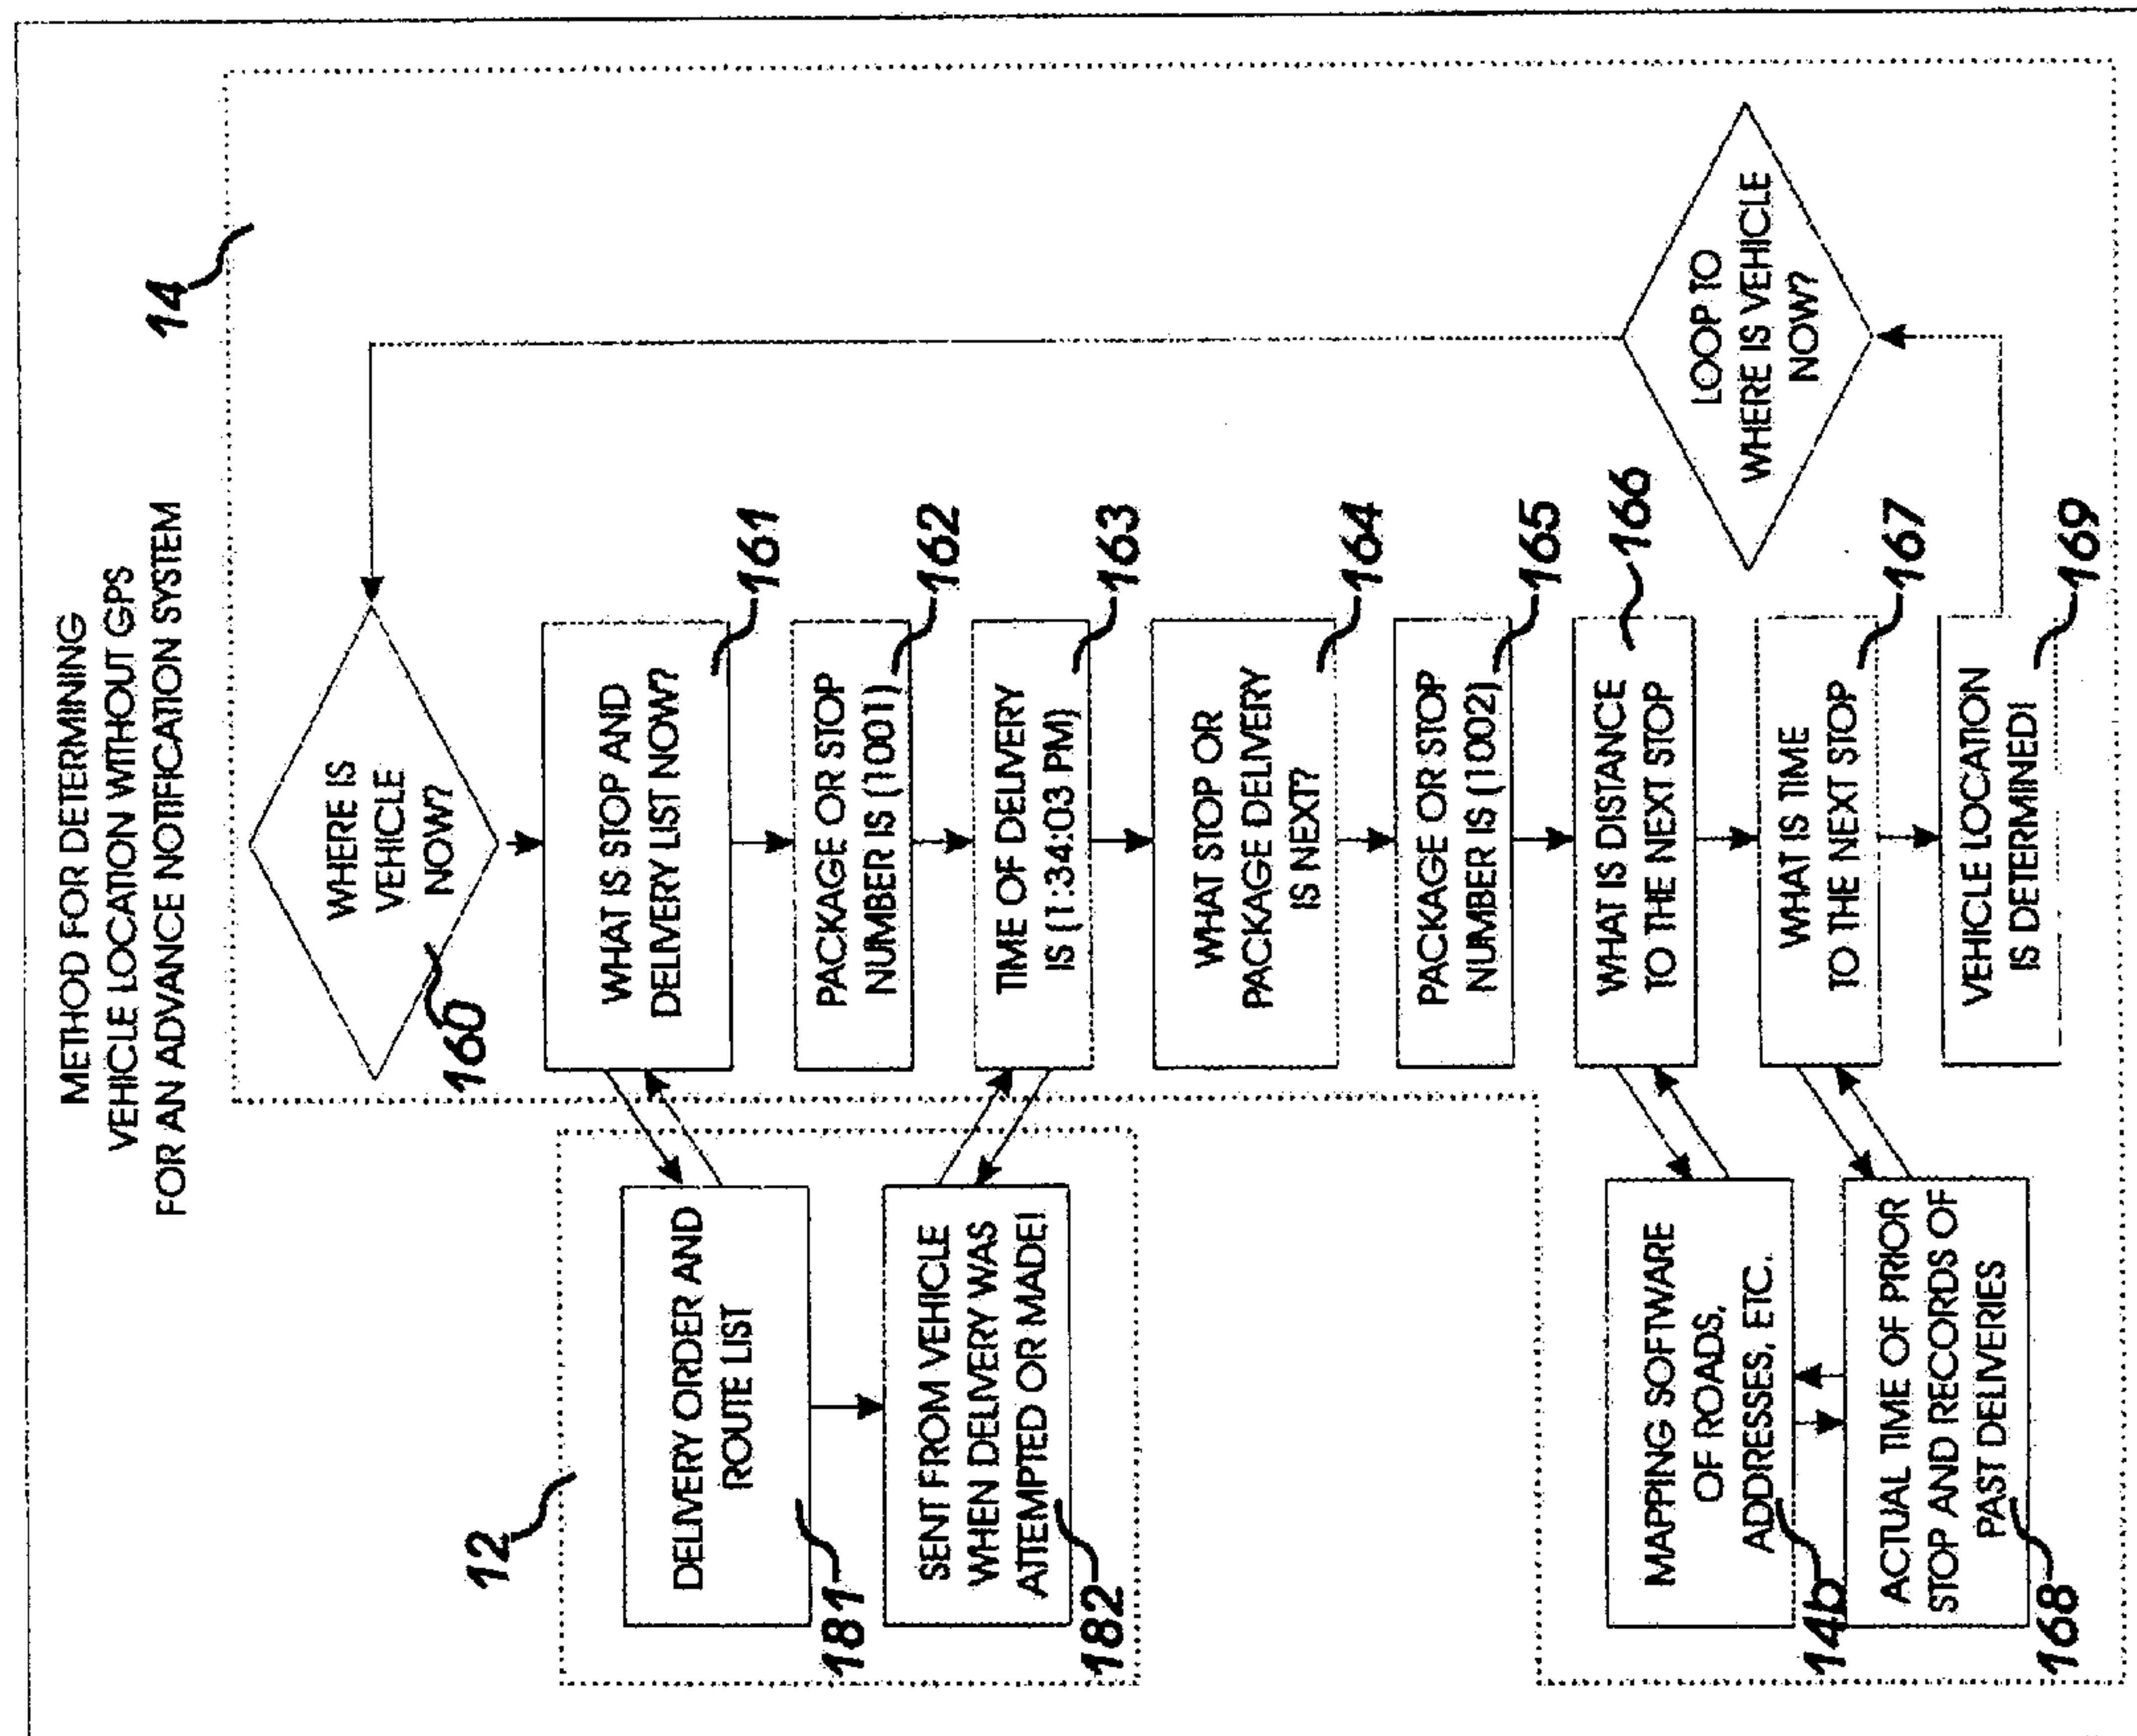 METHOD FOR DETERMINING
VEHICLE LOCATION WITHOUT GPS
FOR AN ADVANCE NOTIFICATION SYSTEM
14
WHERE IS
VEHICLE
NOW?
160
WHAT IS STOP AND
DELIVERY LIST NOW?
161
PACKAGE OR STOP
NUMBER IS (1001)
162
TIME OF DELIVERY
IS (1:34:03 PM)
163
WHAT STOP OR
PACKAGE DELIVERY
IS NEXT?
164
PACKAGE OR STOP
NUMBER IS (1002)
165
WHAT IS DISTANCE
TO THE NEXT STOP
166
WHAT IS TIME
TO THE NEXT STOP
167
VEHICLE LOCATION
IS DETERMINED!
169
LOOP TO
WHERE IS VEHICLE
NOW?
12
DELIVERY ORDER AND
ROUTE LIST
181
SENT FROM VEHICLE
WHEN DELIVERY WAS
ATTEMPTED OR MADE!
182
MAPPING SOFTWARE
OF ROADS,
ADDRESSES, ETC.
14b
ACTUAL TIME OF PRIOR
STOP AND RECORDS OF
PAST DELIVERIES
168